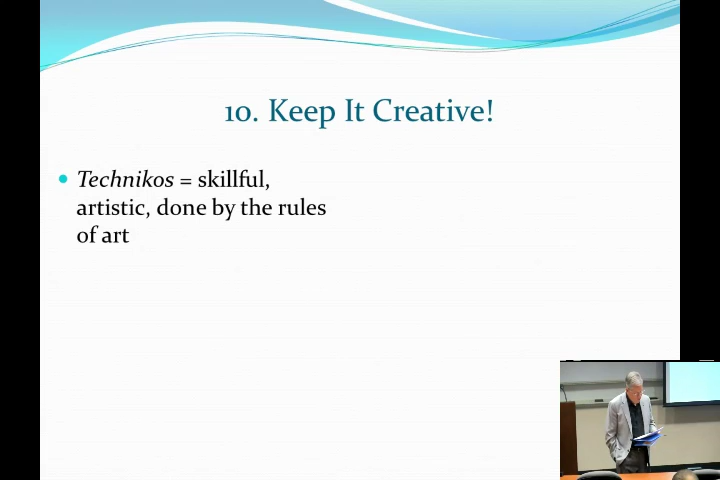 10. Keep It Creative!
• Technikos = skillful,
artistic, done by the rules
of art